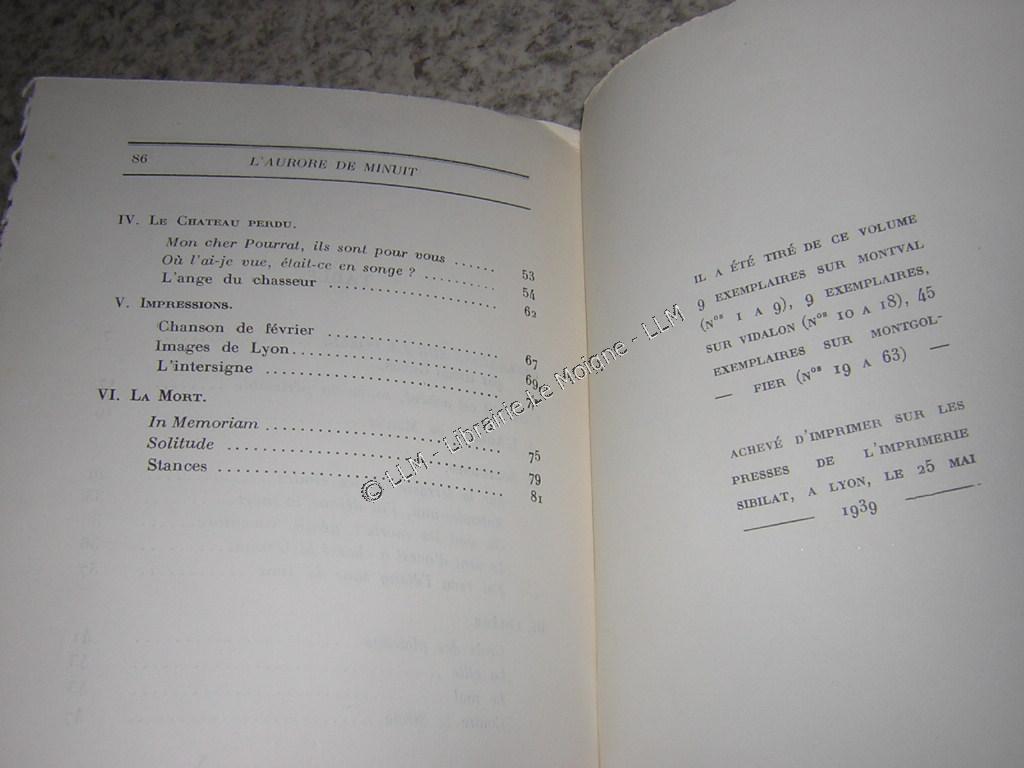 86 L'AURORE DE MINUIT
IV. LE CHATEAU PERDU.
Mon cher Pourrat, ils sont pour vous ...... 53
Où l'ai-je vue, était-ce en songe ? .......... 54
L'ange du chasseur ......................... 62
V. IMPRESSIONS.
Chanson de février ......................... 67
Images de Lyon............................. 69
L'intersigne ...............................
VI. LA MORT.
In Memoriam ............................... 75
Solitude ................................... 79
Stances .................................... 81
IL A ÉTÉ TIRÉ DE CE VOLUME
9 EXEMPLAIRES SUR MONTVAL
(Nos 1 A 9), 9 EXEMPLAIRES,
SUR VIDALON (Nos 10 A 18), 45
EXEMPLAIRES SUR MONTGOL-
— FIER (Nos 19 A 63) —
ACHEVÉ D'IMPRIMER SUR LES
PRESSES DE L'IMPRIMERIE
SIBILAT, A LYON, LE 25 MAI
1939
© LLM - Librairie Le Moigne - LLM